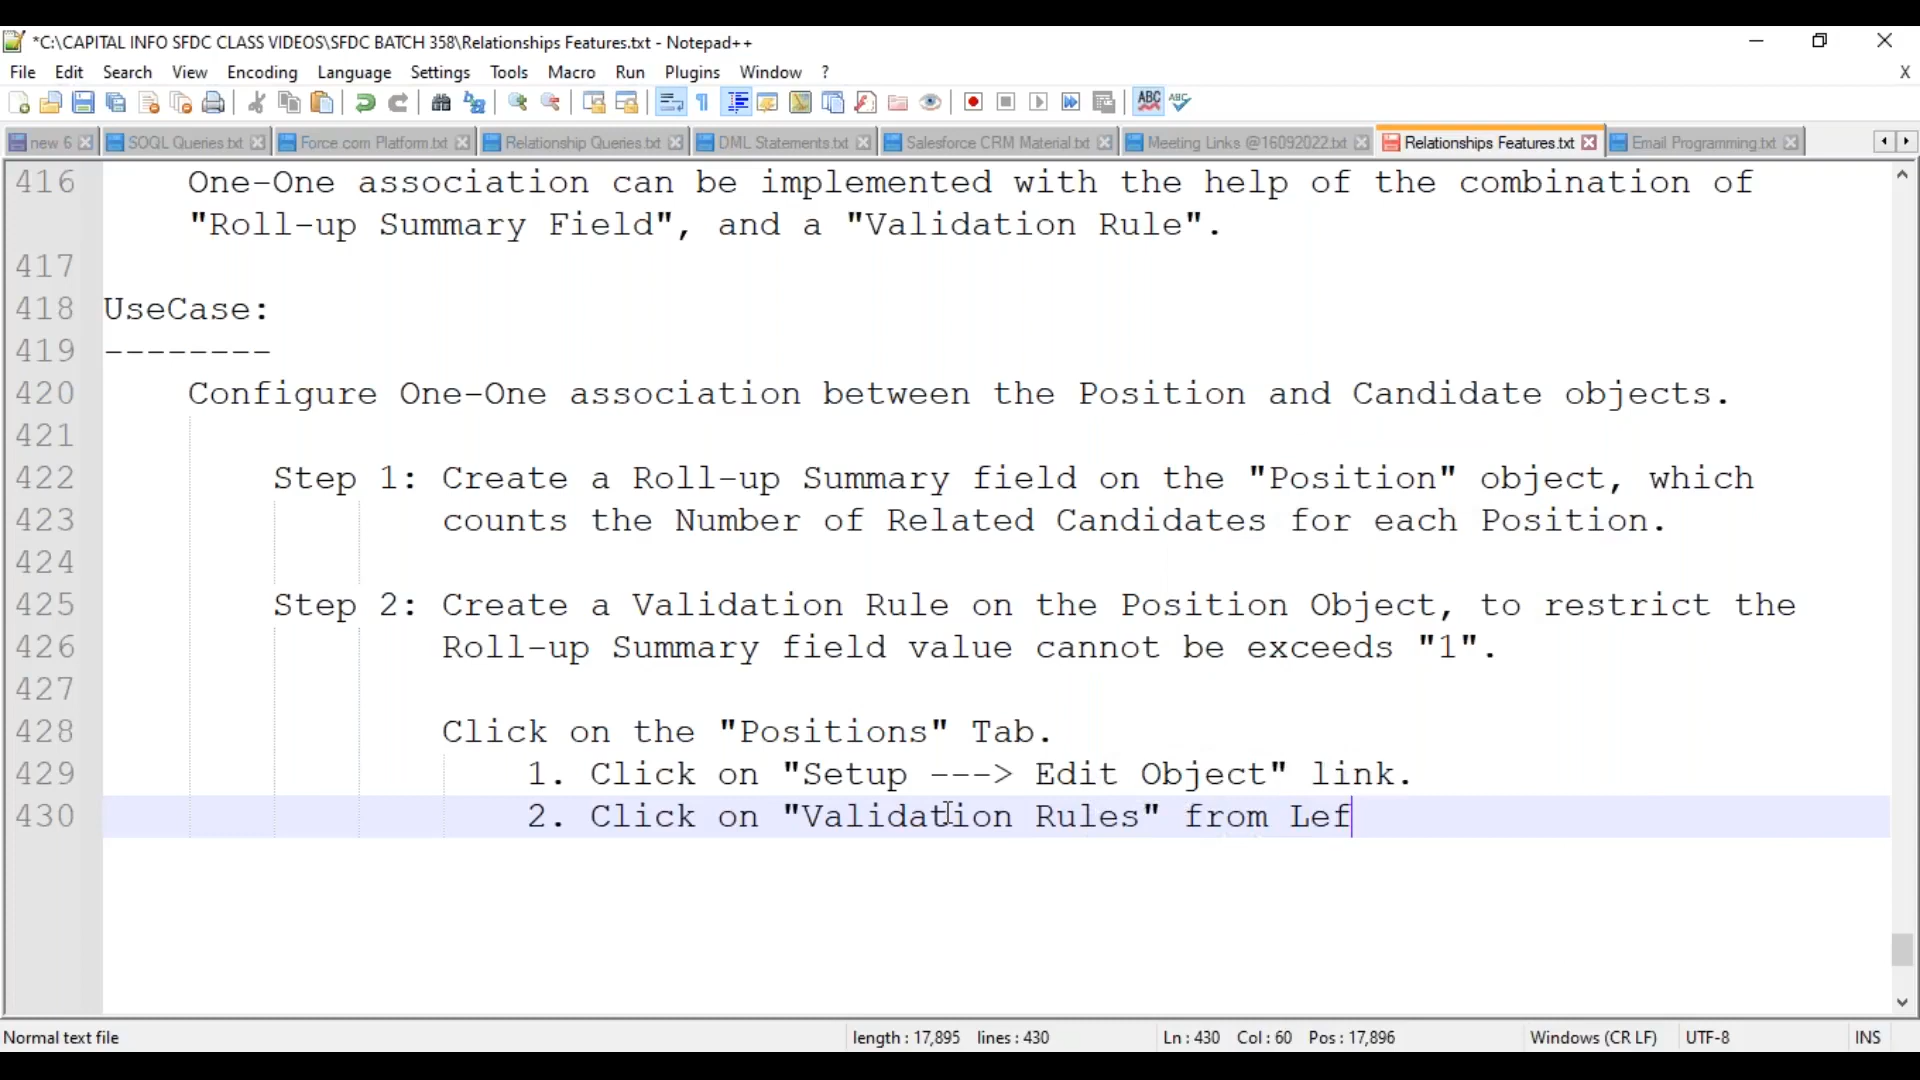 *C:\CAPITAL INFO SFDC CLASS VIDEOS\SFDC BATCH 358\Relationships Features.txt - Notepad++
File Edit Search View Encoding Language Settings Tools Macro Run Plugins Window ? X
new 6 SOQL Queries.txt Force com Platform.txt Relationship Queries.txt DML Statements.txt Salesforce CRM Material.txt Meeting Links @16092022.txt Relationships Features.txt Email Programming.txt
416 One-One association can be implemented with the help of the combination of
"Roll-up Summary Field", and a "Validation Rule".
417
418 UseCase:
419 --------
420 Configure One-One association between the Position and Candidate objects.
421
422 Step 1: Create a Roll-up Summary field on the "Position" object, which
423 counts the Number of Related Candidates for each Position.
424
425 Step 2: Create a Validation Rule on the Position Object, to restrict the
426 Roll-up Summary field value cannot be exceeds "1".
427
428 Click on the "Positions" Tab.
429 1. Click on "Setup ---> Edit Object" link.
430 2. Click on "Validation Rules" from Lef
Normal text file length : 17,895 lines : 430 Ln : 430 Col : 60 Pos : 17,896 Windows (CR LF) UTF-8 INS